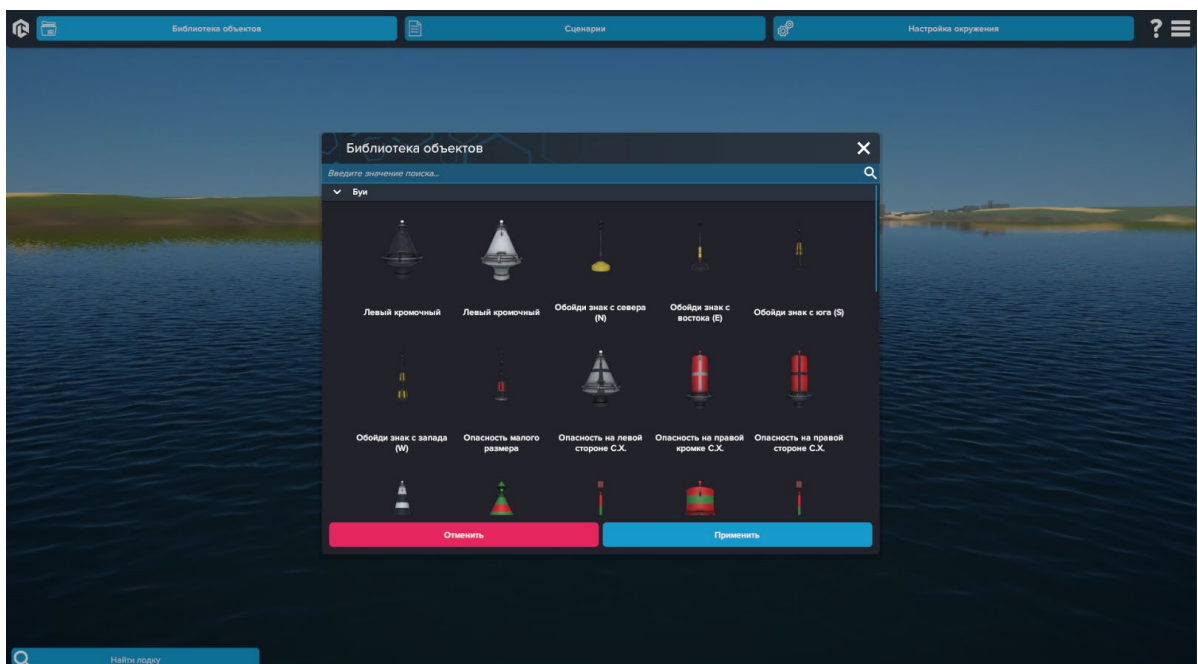 Библиотека объектов
Сценарии
Настройка окружения
?
Библиотека объектов
Введите значение поиска...
Буи
Левый кромочный
Левый кромочный
Обойди знак с севера
(N)
Обойди знак с
востока (E)
Обойди знак с юга (S)
Обойди знак с запада
(W)
Опасность малого
размера
Опасность на левой
стороне С.Х.
Опасность на правой
кромке С.Х.
Опасность на правой
стороне С.Х.
Отменить
Применить
Найти лодку